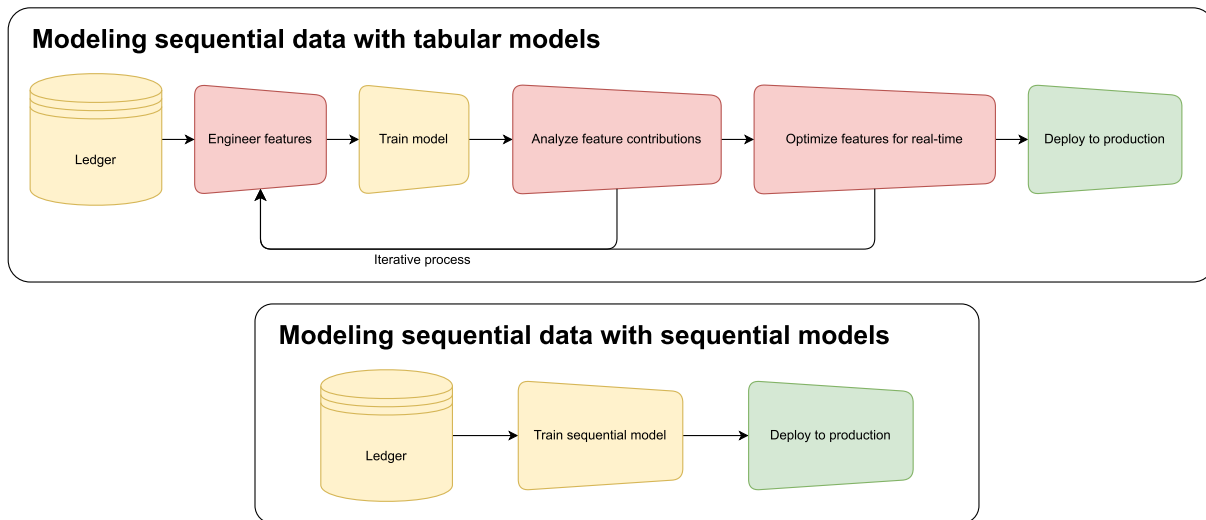 Modeling sequential data with tabular models
Ledger
Engineer features
Train model
Analyze feature contributions
Optimize features for real-time
Deploy to production
Iterative process
Modeling sequential data with sequential models
Ledger
Train sequential model
Deploy to production